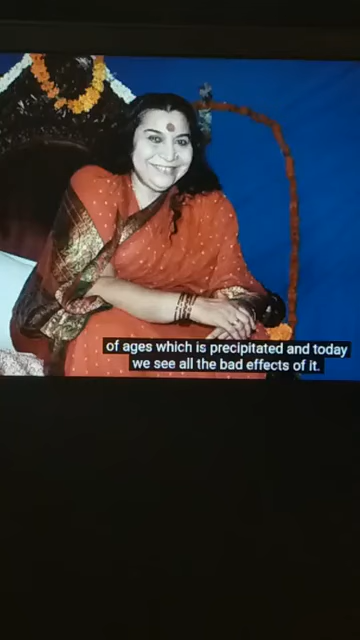 of ages which is precipitated and today
we see all the bad effects of it.